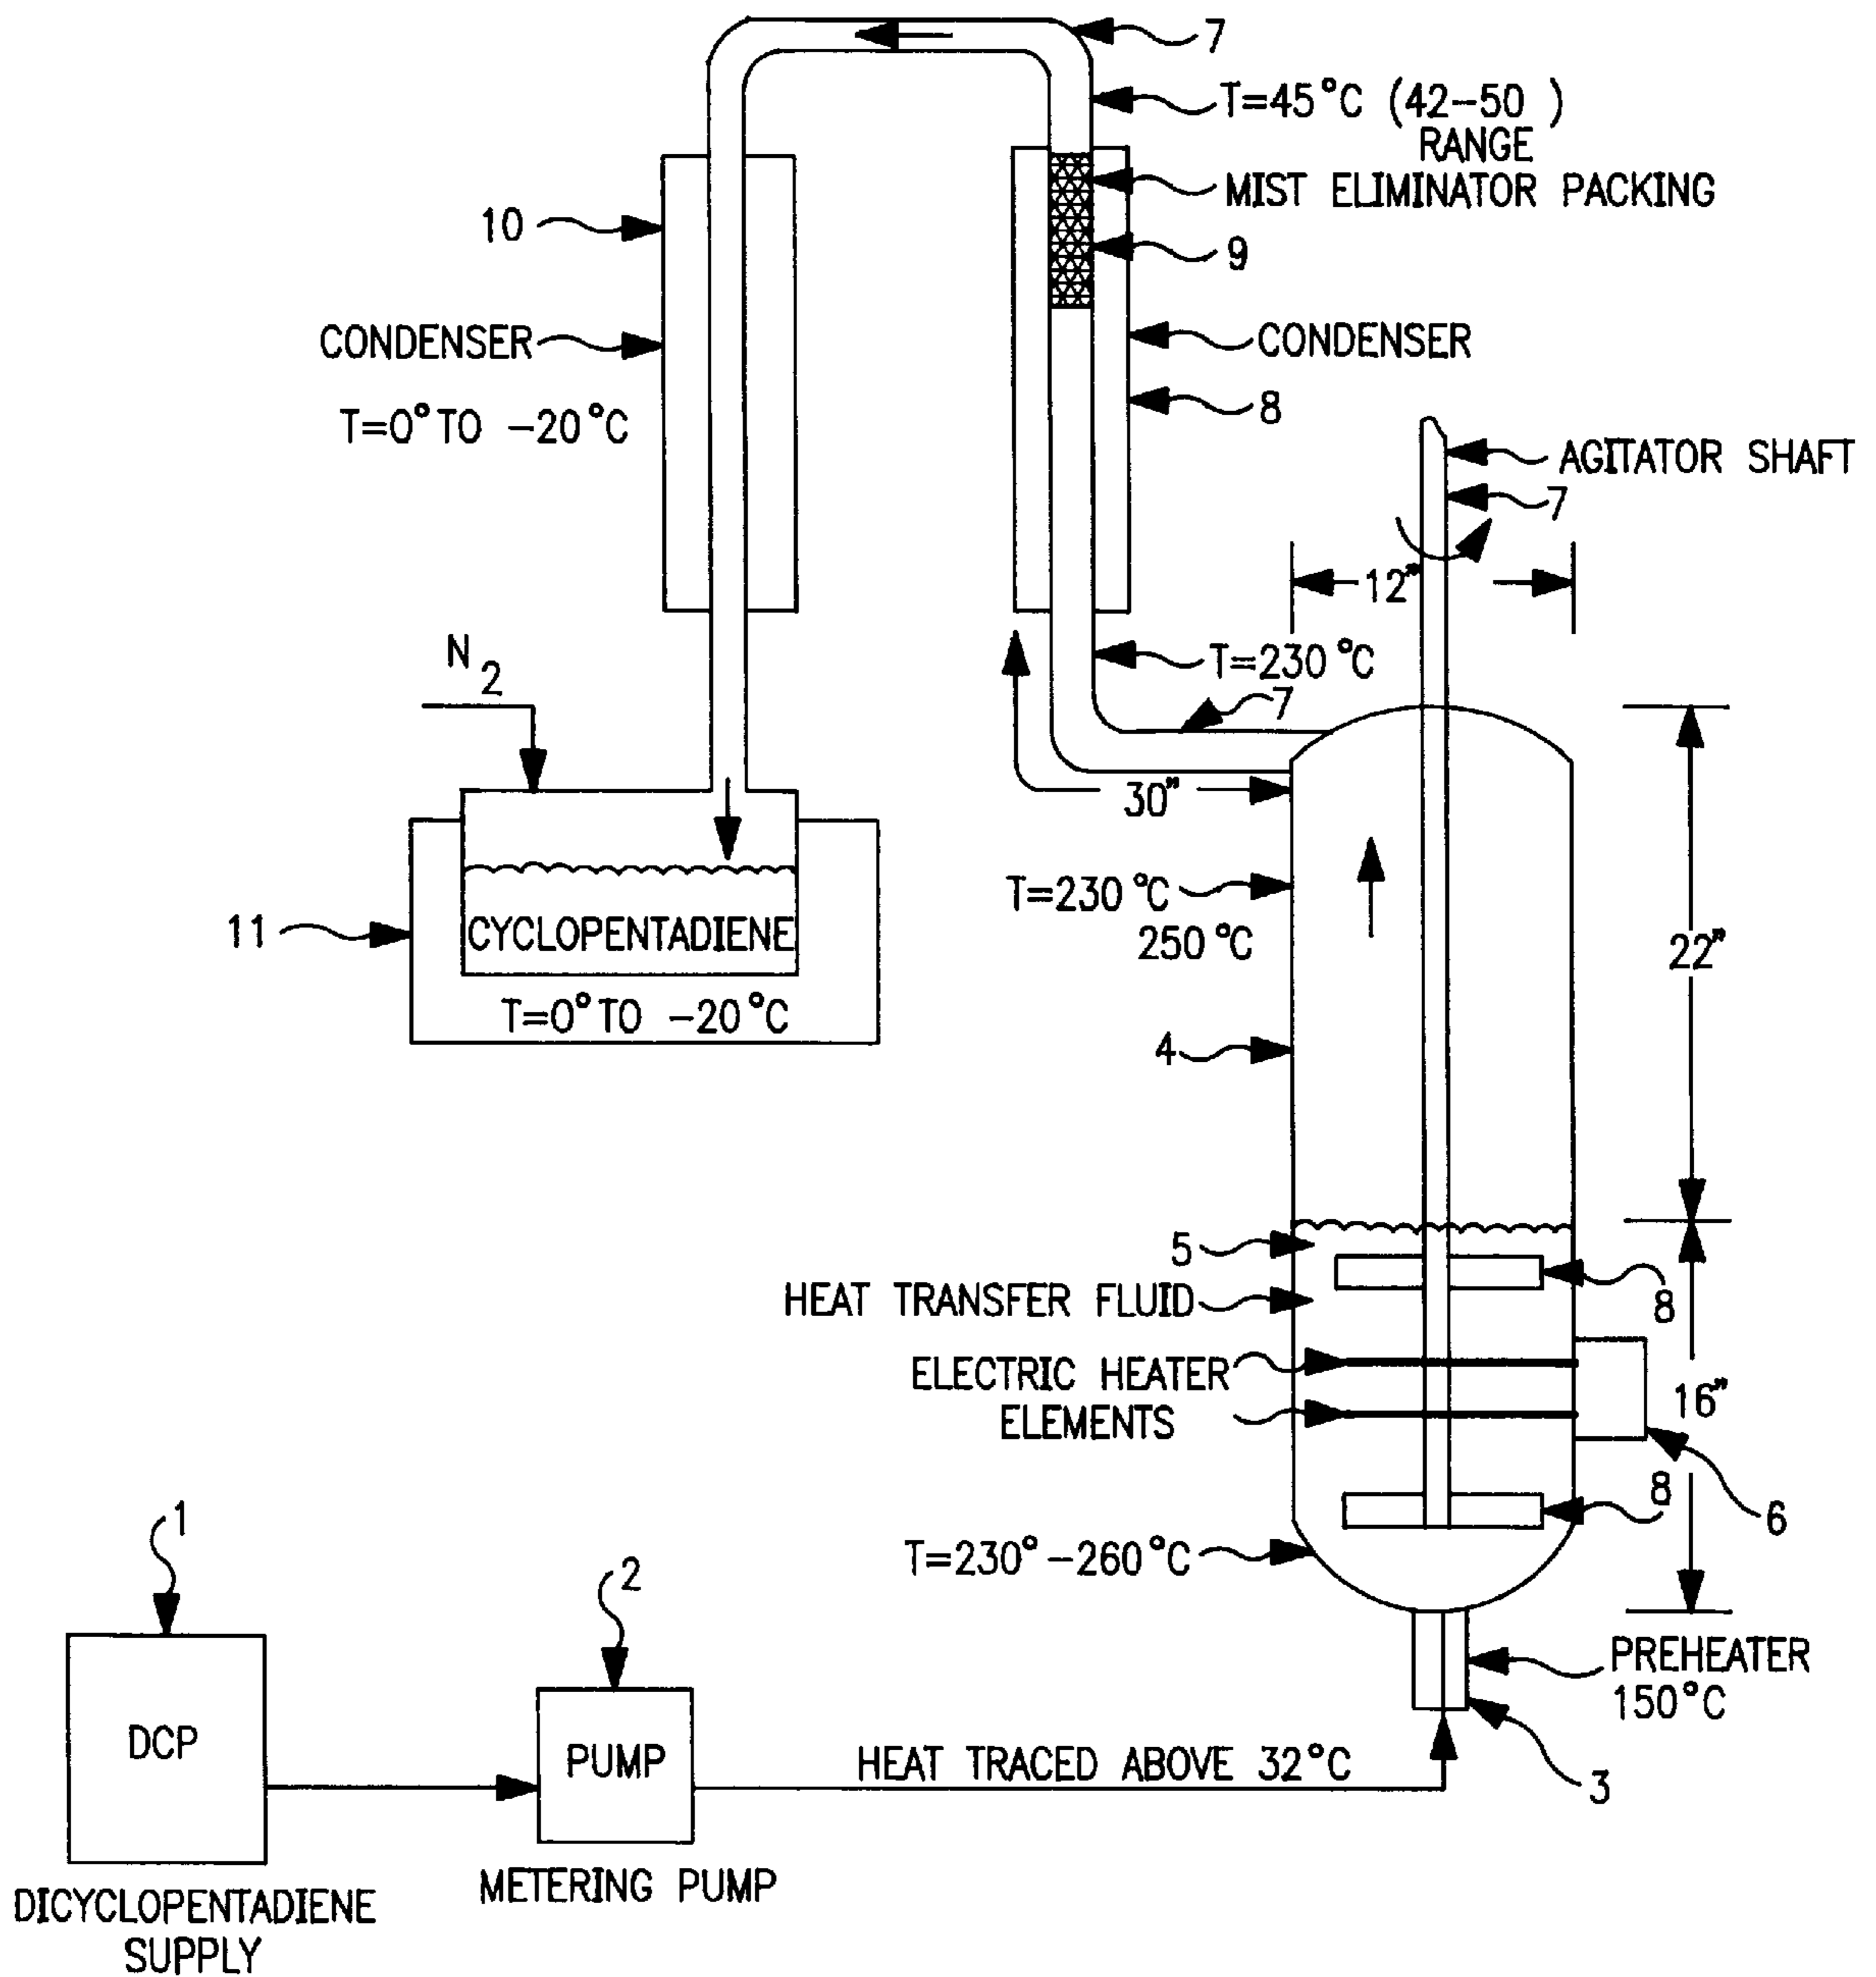 7
T=45°C (42-50 )
RANGE
MIST ELIMINATOR PACKING
10
9
CONDENSER
CONDENSER
8
T=0° TO -20°C
AGITATOR SHAFT
7
12"
N2
T=230°C
7
30"
T=230°C
250°C
11
CYCLOPENTADIENE
22"
T=0° TO -20°C
4
5
HEAT TRANSFER FLUID
8
ELECTRIC HEATER
ELEMENTS
16"
8
6
T=230°-260°C
1
2
PREHEATER
150°C
DCP
PUMP
HEAT TRACED ABOVE 32°C
3
METERING PUMP
DICYCLOPENTADIENE
SUPPLY